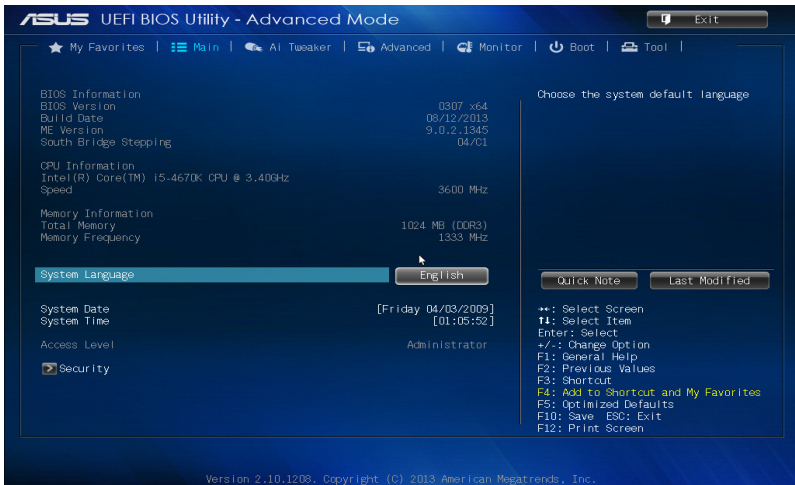 ASUS UEFI BIOS Utility - Advanced Mode
Exit
My Favorites | Main | Ai Tweaker | Advanced | Monitor | Boot | Tool |
BIOS Information
BIOS Version 0307 x64
Build Date 08/12/2013
ME Version 9.0.2.1345
South Bridge Stepping 04/C1
CPU Information
Intel(R) Core(TM) i5-4670K CPU @ 3.40GHz
Speed 3600 MHz
Memory Information
Total Memory 1024 MB (DDR3)
Memory Frequency 1333 MHz
System Language English
System Date [Friday 04/03/2009]
System Time [01:05:52]
Access Level Administrator
Security
Choose the system default language
Quick Note Last Modified
→←: Select Screen
↑↓: Select Item
Enter: Select
+/-: Change Option
F1: General Help
F2: Previous Values
F3: Shortcut
F4: Add to Shortcut and My Favorites
F5: Optimized Defaults
F10: Save ESC: Exit
F12: Print Screen
Version 2.10.1208. Copyright (C) 2013 American Megatrends, Inc.